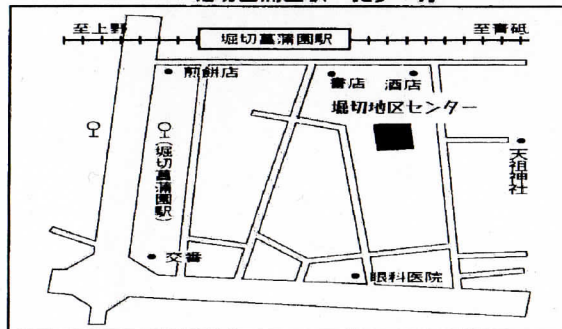 至上野
至青砥
堀切菖蒲園駅
煎餅店
書店
酒店
堀切地区センター
(堀切菖蒲園駅)
天祖神社
交番
眼科医院